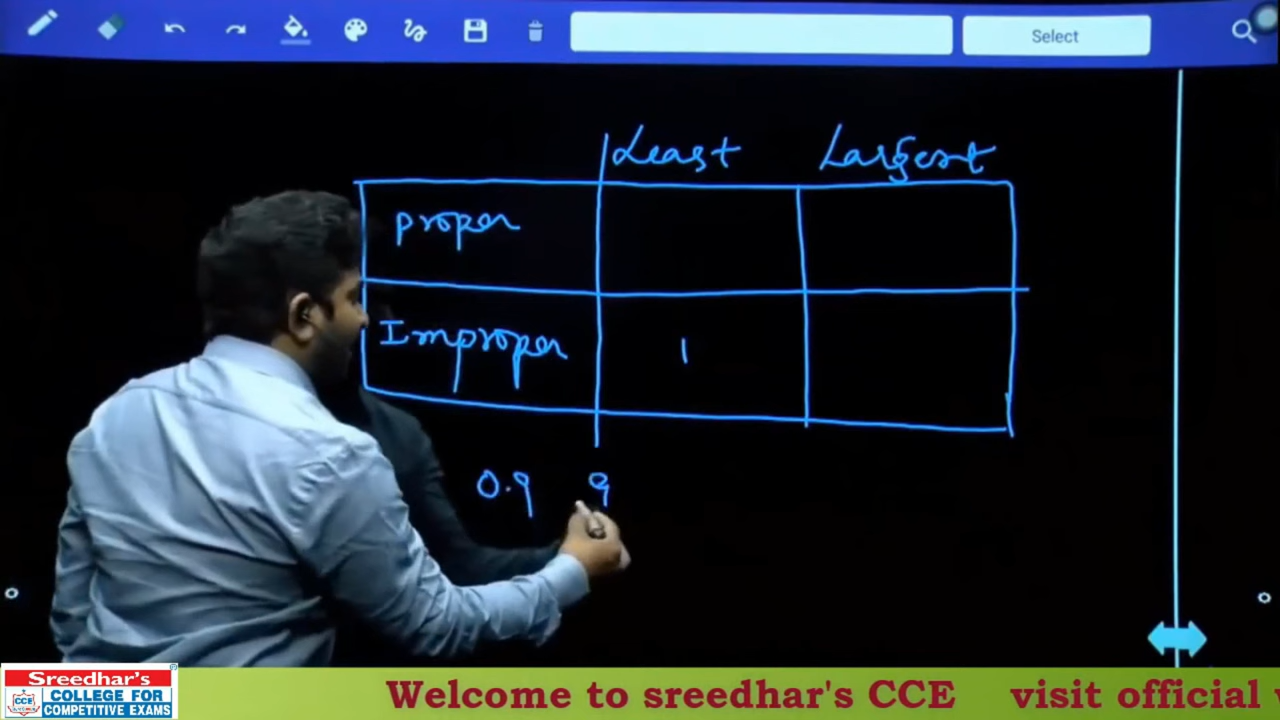 Select
Least Largest
Proper
Improper 1
0.9 9
Sreedhar's
CCE
COLLEGE FOR
COMPETITIVE EXAMS
Welcome to sreedhar's CCE visit official